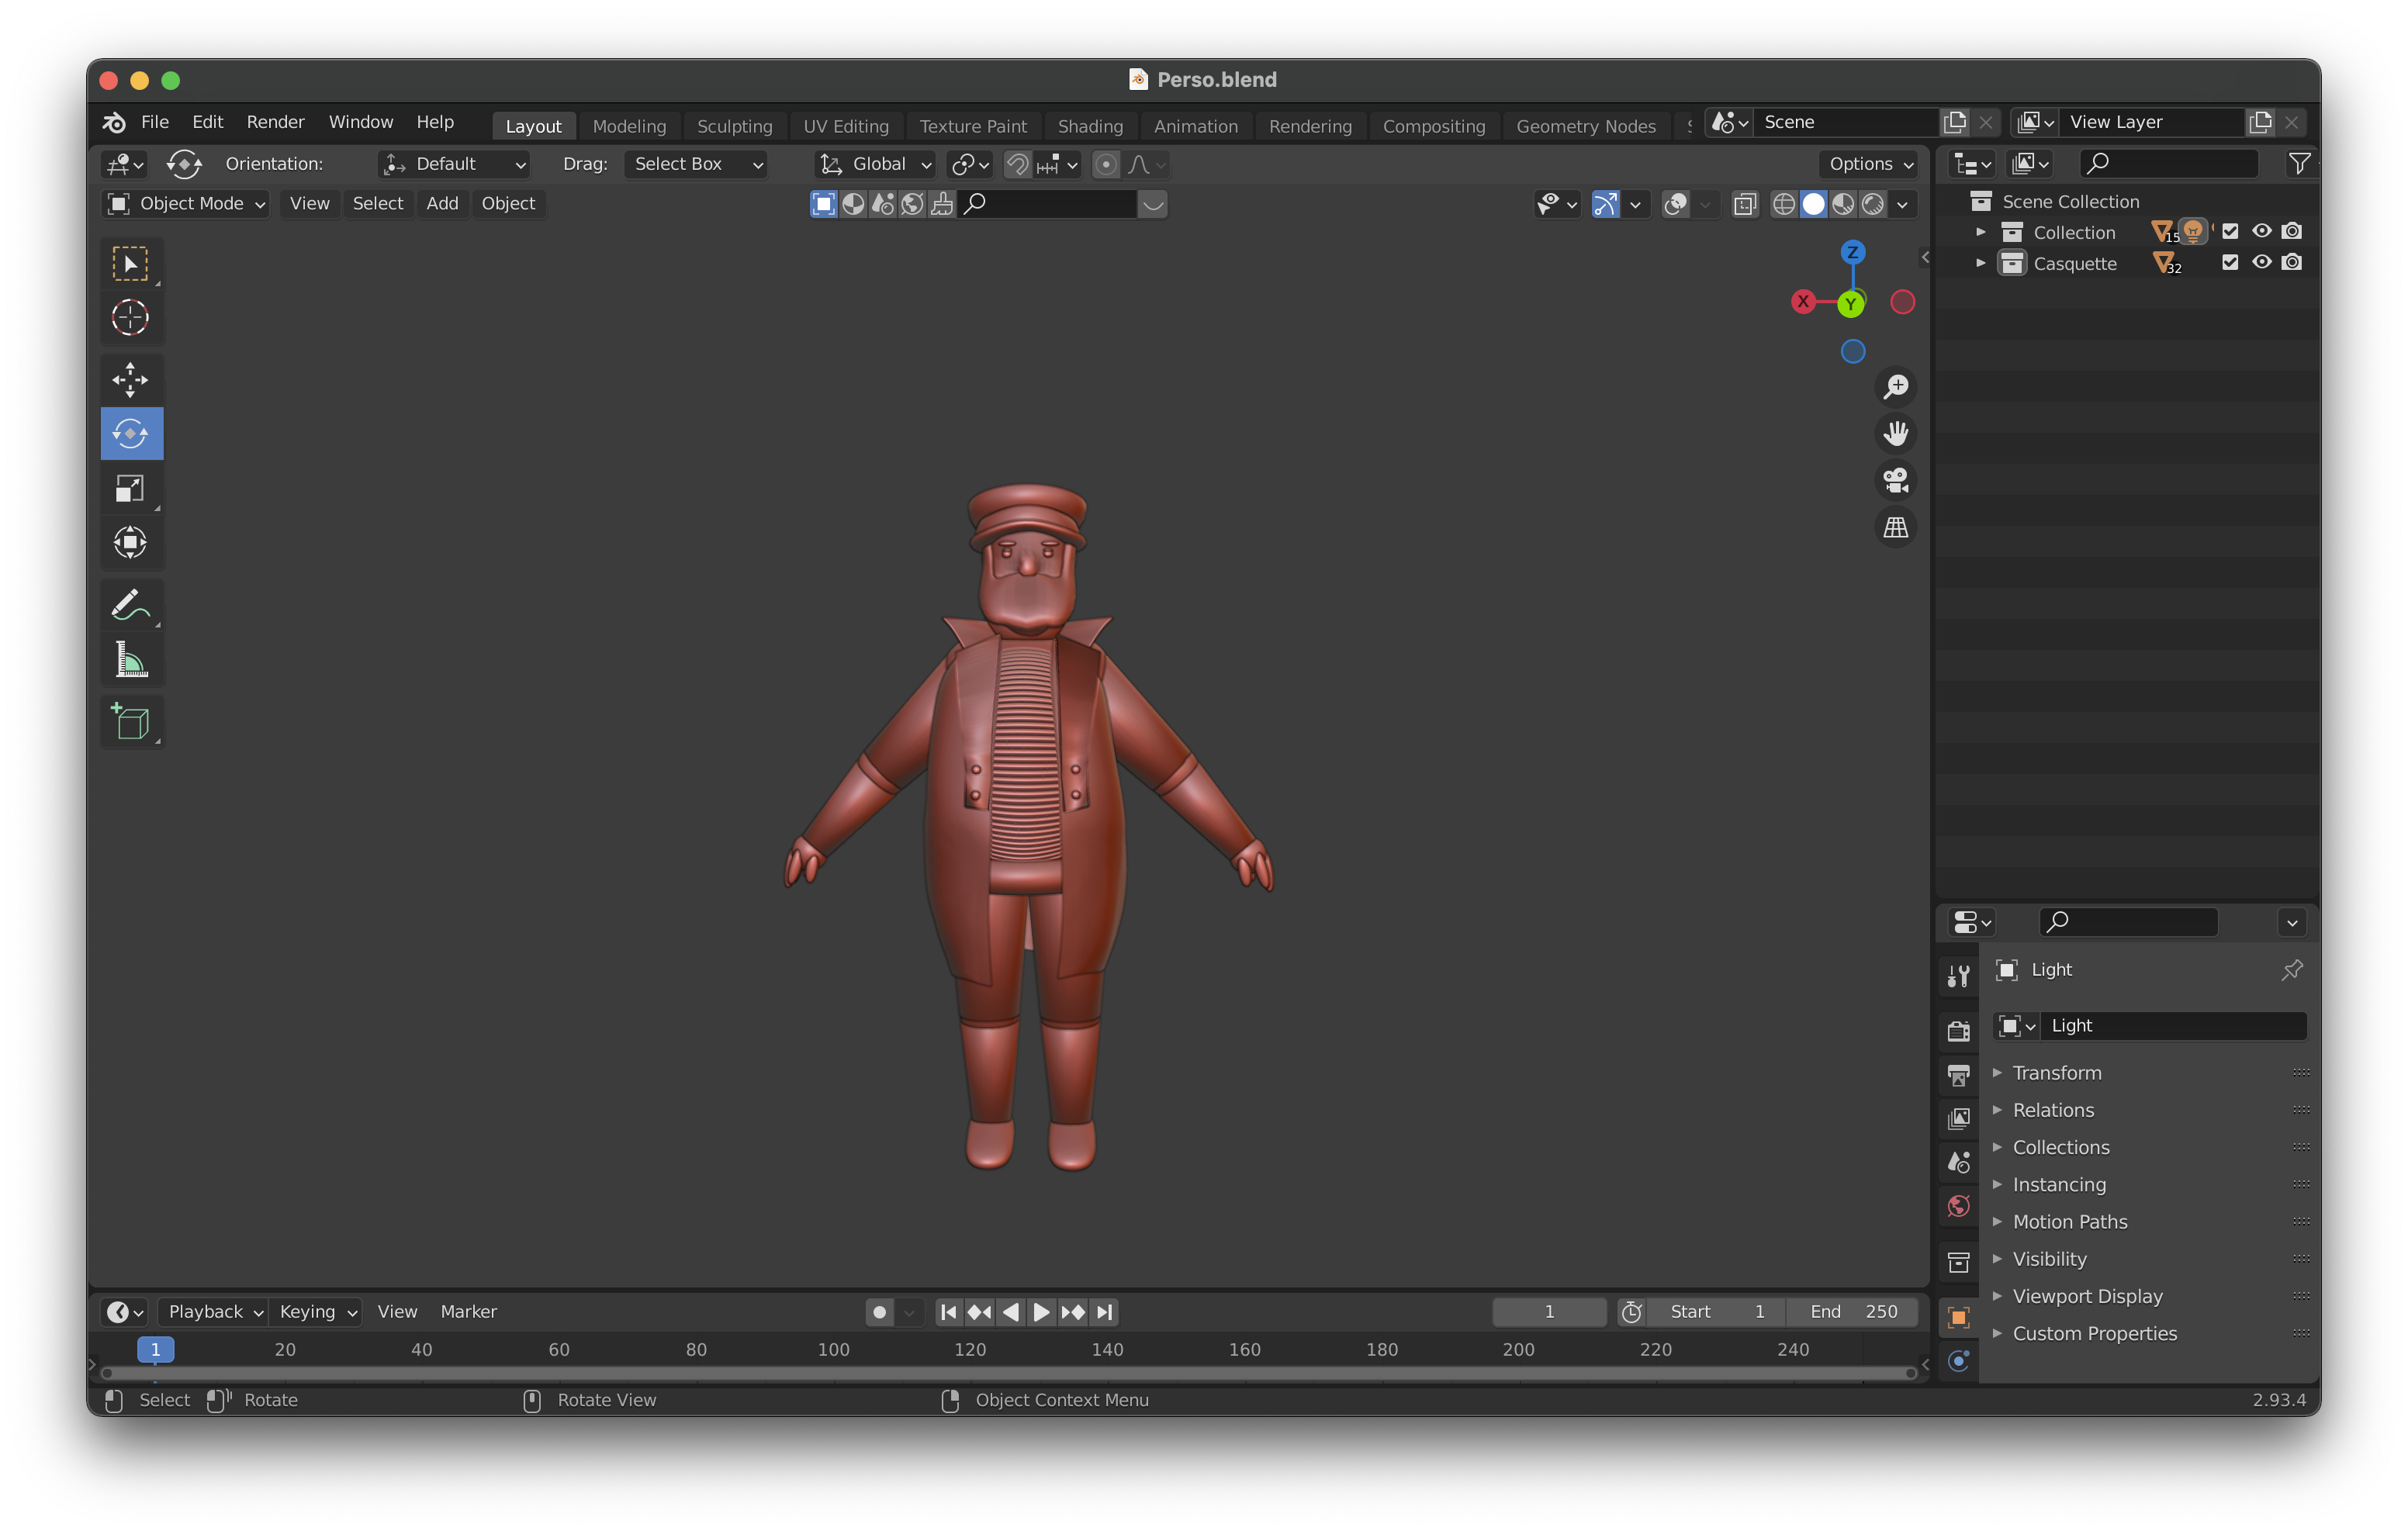 Perso.blend
File Edit Render Window Help Layout Modeling Sculpting UV Editing Texture Paint Shading Animation Rendering Compositing Geometry Nodes Scene View Layer
Orientation: Default Drag: Select Box Global Options
Object Mode View Select Add Object
Scene Collection
Collection 15
Casquette 32
Z
X Y
Light
Light
Transform
Relations
Collections
Instancing
Motion Paths
Visibility
Viewport Display
Custom Properties
Playback Keying View Marker 1 Start 1 End 250
1 20 40 60 80 100 120 140 160 180 200 220 240
Select Rotate Rotate View Object Context Menu 2.93.4